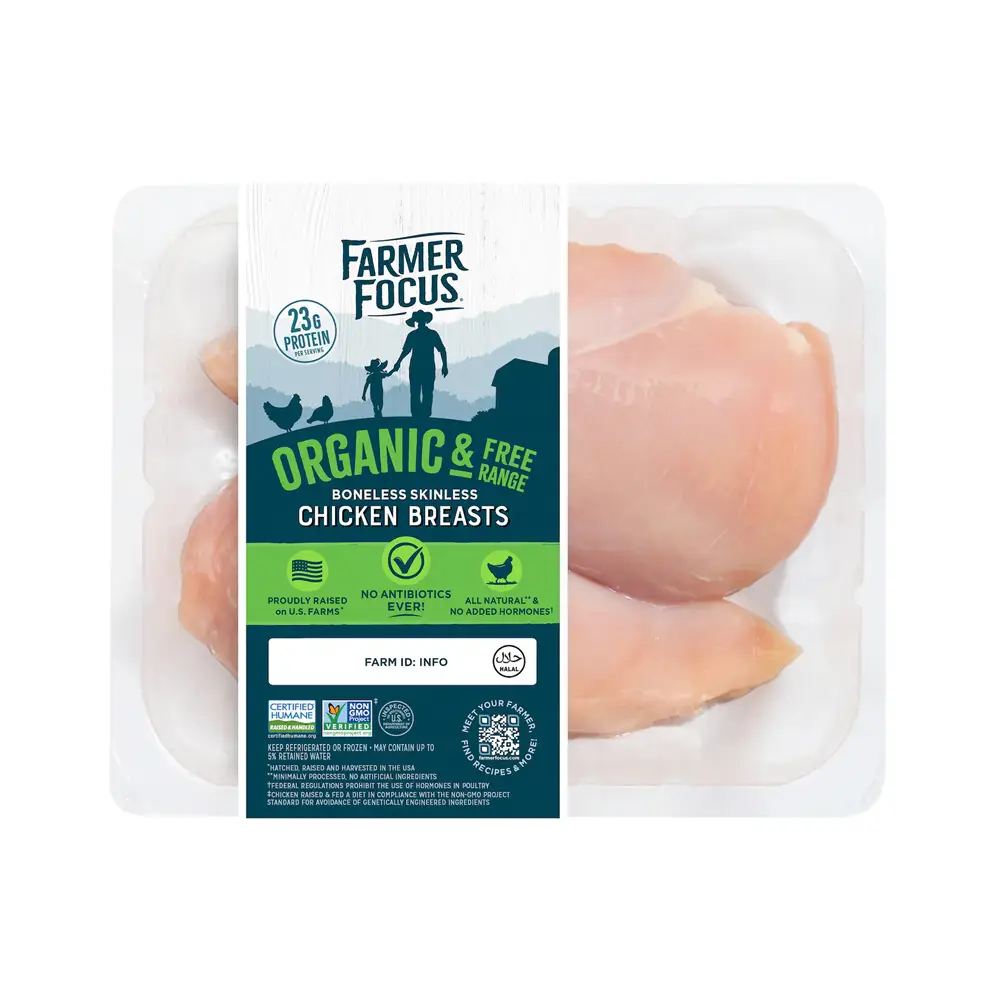 FARMER
FOCUS®
23G
PROTEIN
PER SERVING
ORGANIC & FREE
RANGE
BONELESS SKINLESS
CHICKEN BREASTS
PROUDLY RAISED
on U.S. FARMS*
NO ANTIBIOTICS
EVER!
ALL NATURAL** &
NO ADDED HORMONES†
FARM ID: INFO
حلال
HALAL
CERTIFIED
HUMANE
RAISED & HANDLED
certifiedhumane.org
NON
GMO
Project
VERIFIED
nongmoproject.org
‡
INSPECTED
U.S.
DEPARTMENT OF
AGRICULTURE
MEET YOUR FARMER,
FIND RECIPES & MORE!
farmerfocus.com
KEEP REFRIGERATED OR FROZEN • MAY CONTAIN UP TO
5% RETAINED WATER
*HATCHED, RAISED AND HARVESTED IN THE USA
**MINIMALLY PROCESSED, NO ARTIFICIAL INGREDIENTS
†FEDERAL REGULATIONS PROHIBIT THE USE OF HORMONES IN POULTRY
‡CHICKEN RAISED & FED A DIET IN COMPLIANCE WITH THE NON-GMO PROJECT
STANDARD FOR AVOIDANCE OF GENETICALLY ENGINEERED INGREDIENTS